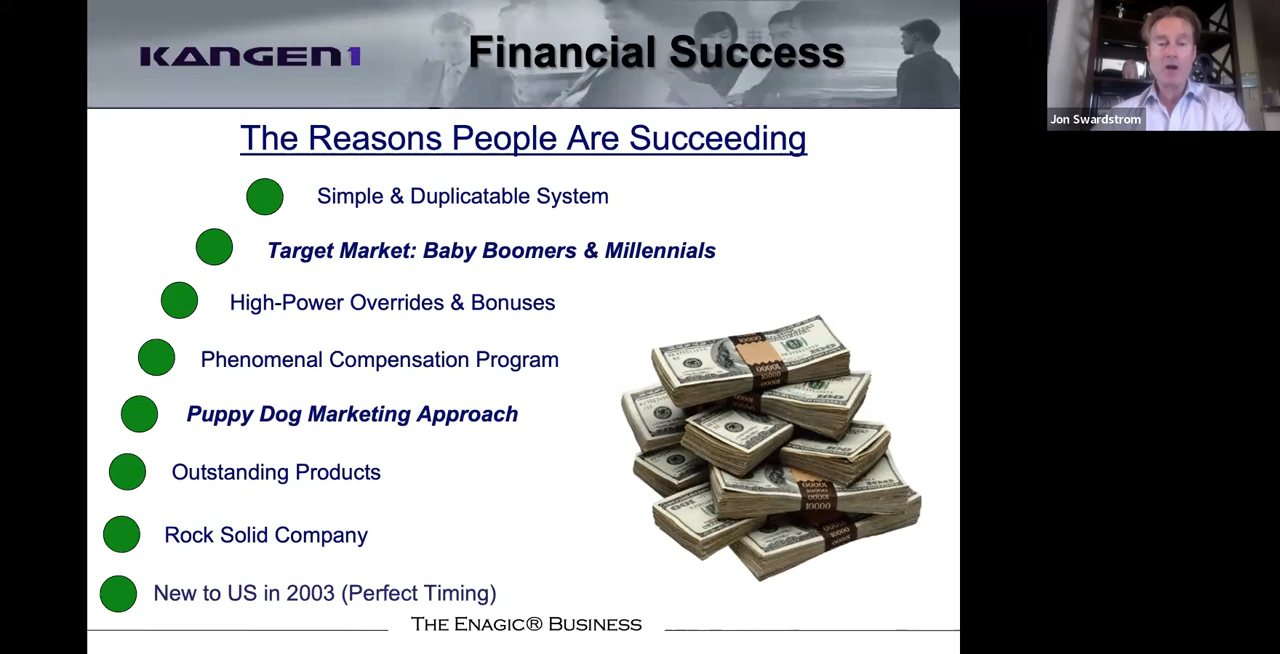 KANGEN1
Financial Success
Jon Swardstrom
The Reasons People Are Succeeding
Simple & Duplicatable System
Target Market: Baby Boomers & Millennials
High-Power Overrides & Bonuses
Phenomenal Compensation Program
Puppy Dog Marketing Approach
Outstanding Products
Rock Solid Company
New to US in 2003 (Perfect Timing)
THE ENAGIC® BUSINESS
10000